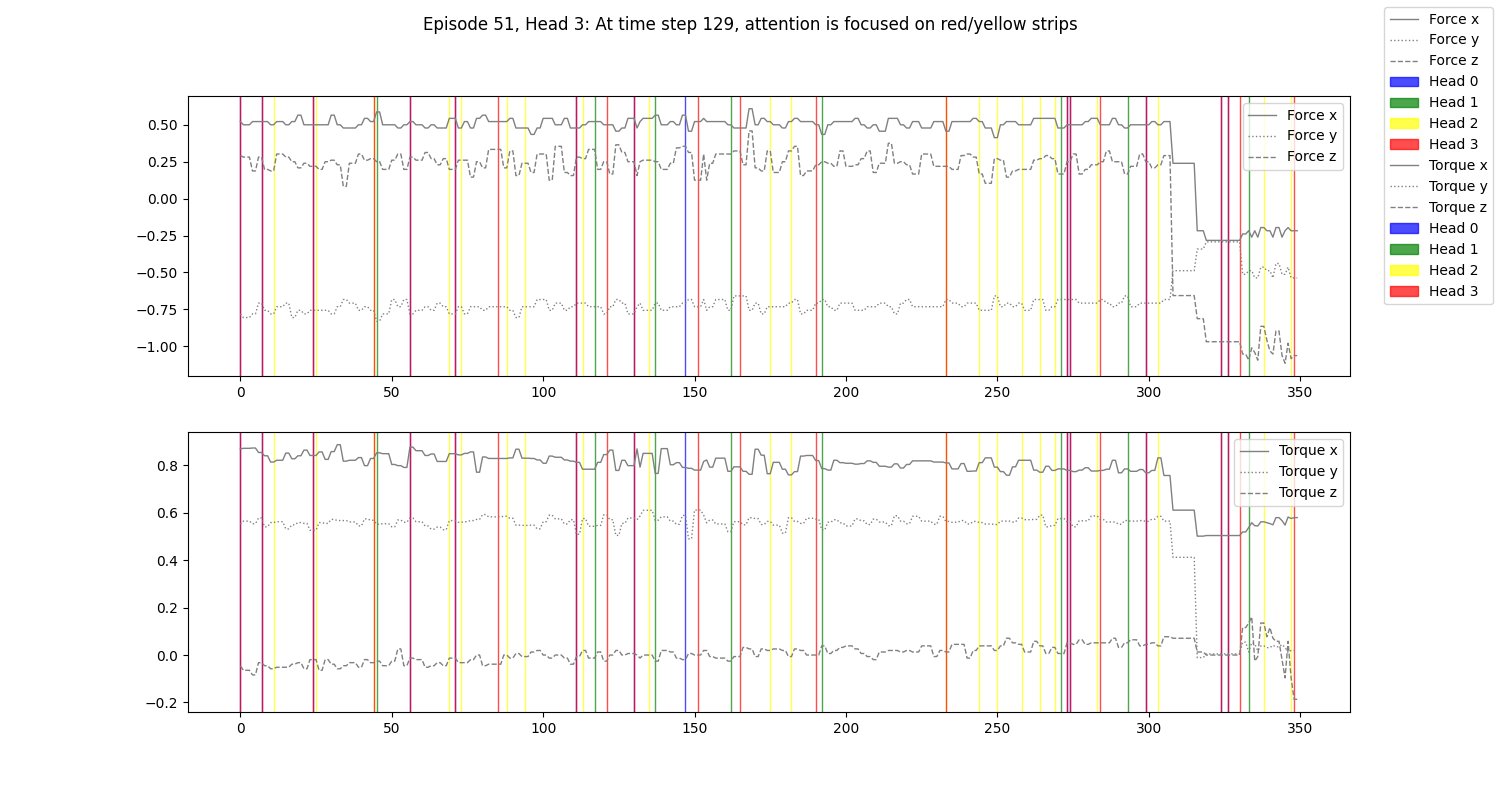 Episode 51, Head 3: At time step 129, attention is focused on red/yellow strips
Force x
Force y
Force z
Head 0
Head 1
Head 2
Head 3
Torque x
Torque y
Torque z
Head 0
Head 1
Head 2
Head 3
0.50
0.25
0.00
−0.25
−0.50
−0.75
−1.00
Force x
Force y
Force z
0 50 100 150 200 250 300 350
0.8
0.6
0.4
0.2
0.0
−0.2
Torque x
Torque y
Torque z
0 50 100 150 200 250 300 350